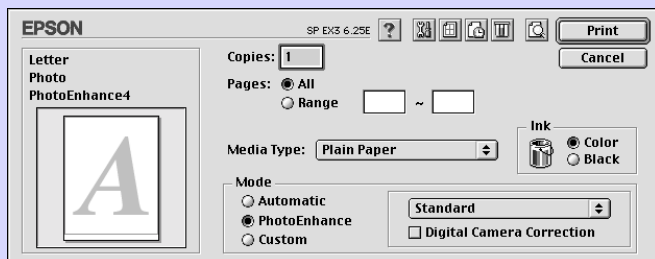 EPSON
SP EX3 6.25E
?
Print
Cancel
Letter
Photo
PhotoEnhance4
A
Copies: 1
Pages: All
Range ~
Media Type: Plain Paper
Ink
Color
Black
Mode
Automatic
PhotoEnhance
Custom
Standard
Digital Camera Correction